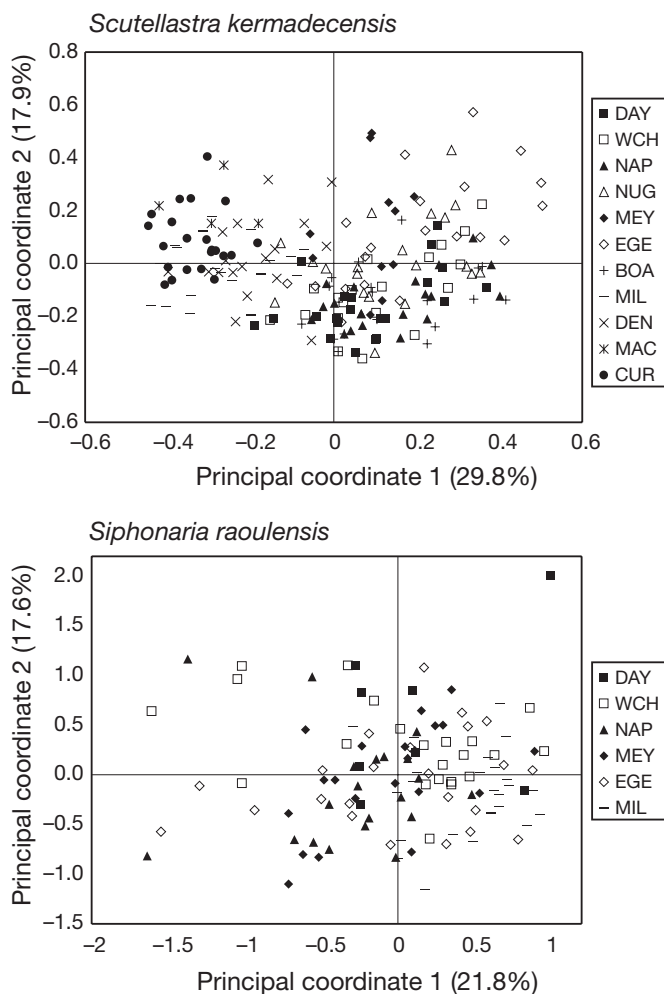 Scutellastra kermadecensis
Principal coordinate 2 (17.9%)
0.8
0.6
0.4
0.2
0.0
−0.2
−0.4
−0.6
−0.6
−0.4
−0.2
0
0.2
0.4
0.6
Principal coordinate 1 (29.8%)
DAY
WCH
NAP
NUG
MEY
EGE
BOA
MIL
DEN
MAC
CUR
Siphonaria raoulensis
Principal coordinate 2 (17.6%)
2.0
1.5
1.0
0.5
0.0
−0.5
−1.0
−1.5
−2
−1.5
−1
−0.5
0
0.5
1
Principal coordinate 1 (21.8%)
DAY
WCH
NAP
MEY
EGE
MIL